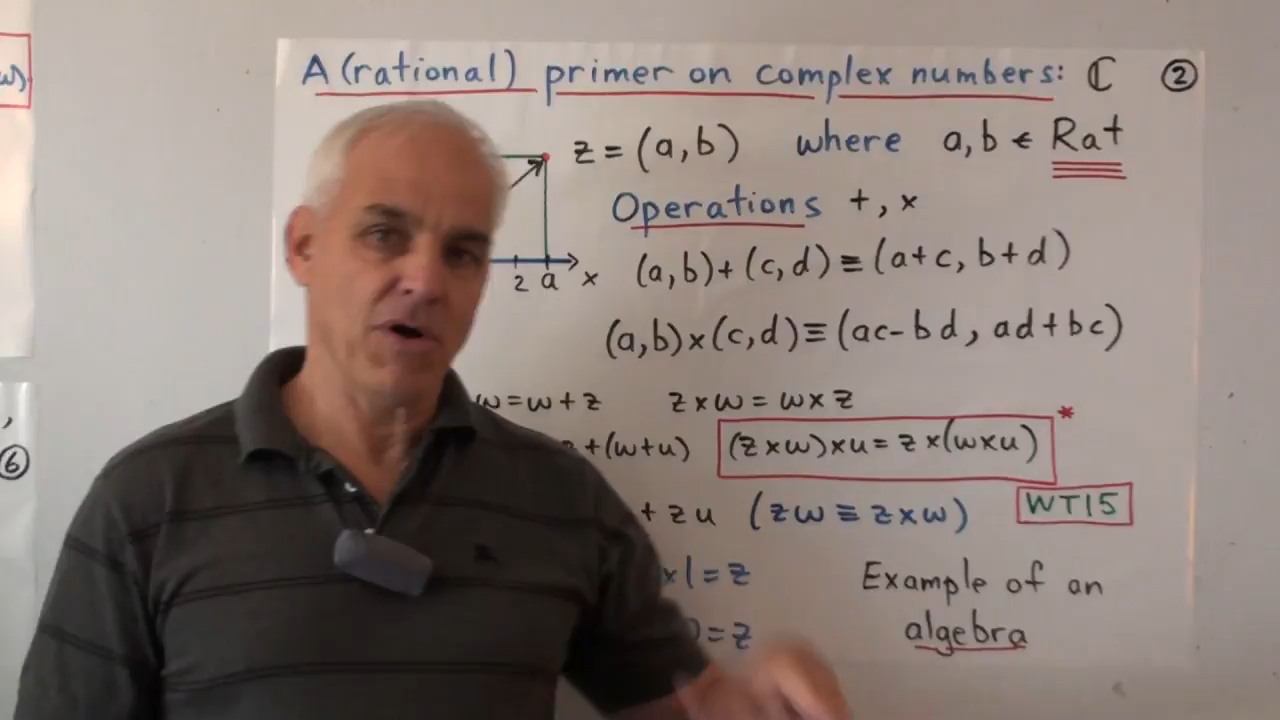 w)
,
6
A (rational) primer on complex numbers: ℂ ②
z = (a, b) where a, b ∈ Rat
Operations +, ×
2 a x
(a, b) + (c, d) ≡ (a+c, b+d)
(a, b) × (c, d) ≡ (ac-bd, ad+bc)
w = w + z z × w = w × z
+ (w+u) (z × w) × u = z × (w × u) *
+ zu (zw ≡ z × w) WT15
×1 = z Example of an
= z algebra